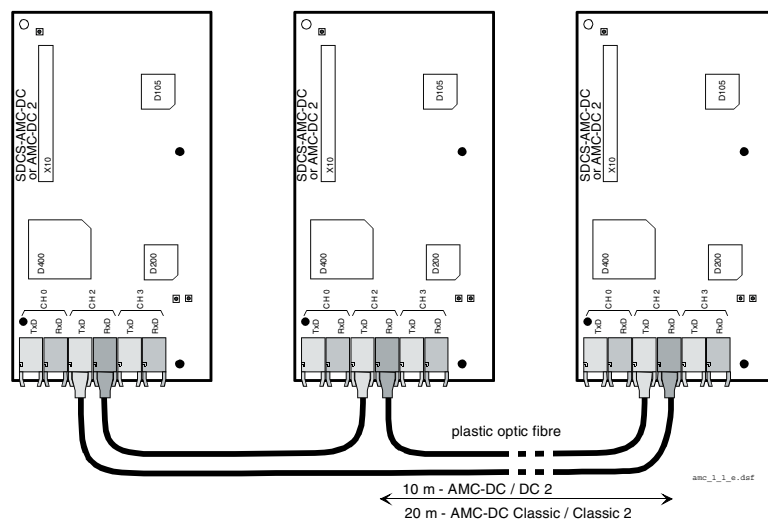 SDCS-AMC-DC
or AMC-DC 2
X10
D105
D400
D200
CH 0
CH 2
CH 3
TxD
RxD
TxD
RxD
TxD
RxD
SDCS-AMC-DC
or AMC-DC 2
X10
D105
D400
D200
CH 0
CH 2
CH 3
TxD
RxD
TxD
RxD
TxD
RxD
SDCS-AMC-DC
or AMC-DC 2
X10
D105
D400
D200
CH 0
CH 2
CH 3
TxD
RxD
TxD
RxD
TxD
RxD
plastic optic fibre
amc_1_1_e.dsf
10 m - AMC-DC / DC 2
20 m - AMC-DC Classic / Classic 2